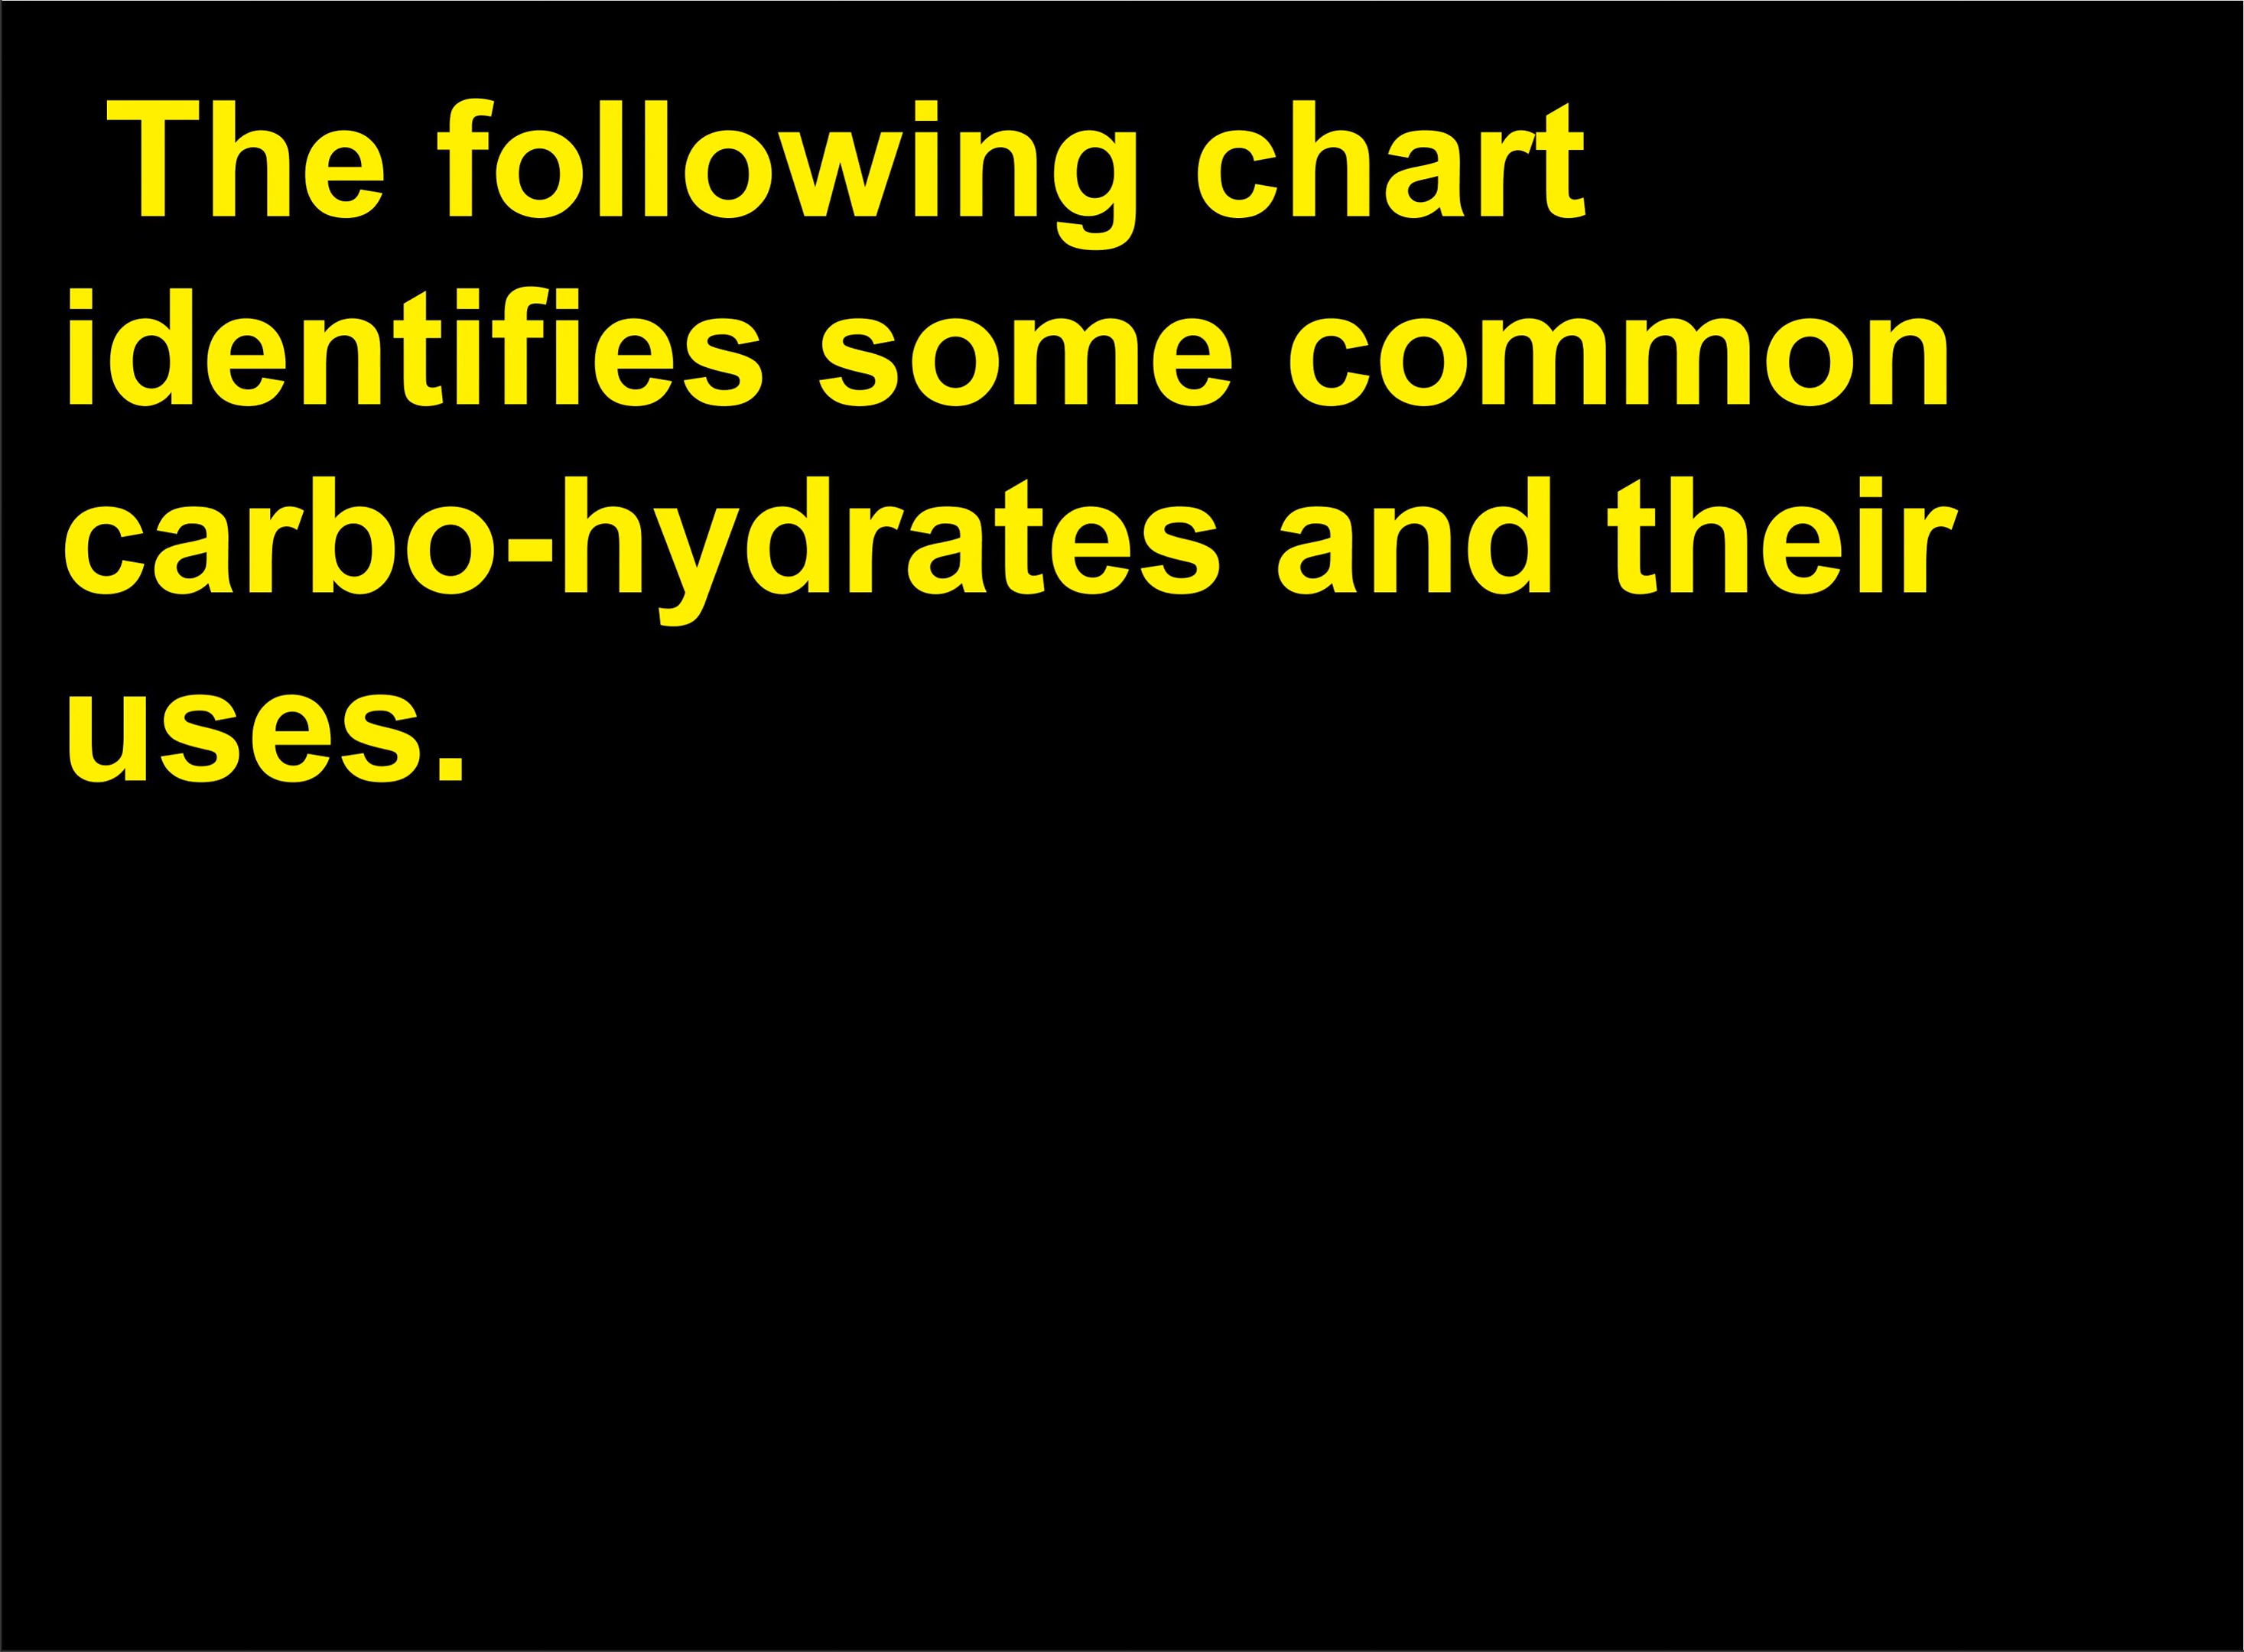 The following chart
identifies some common
carbo-hydrates and their
uses.